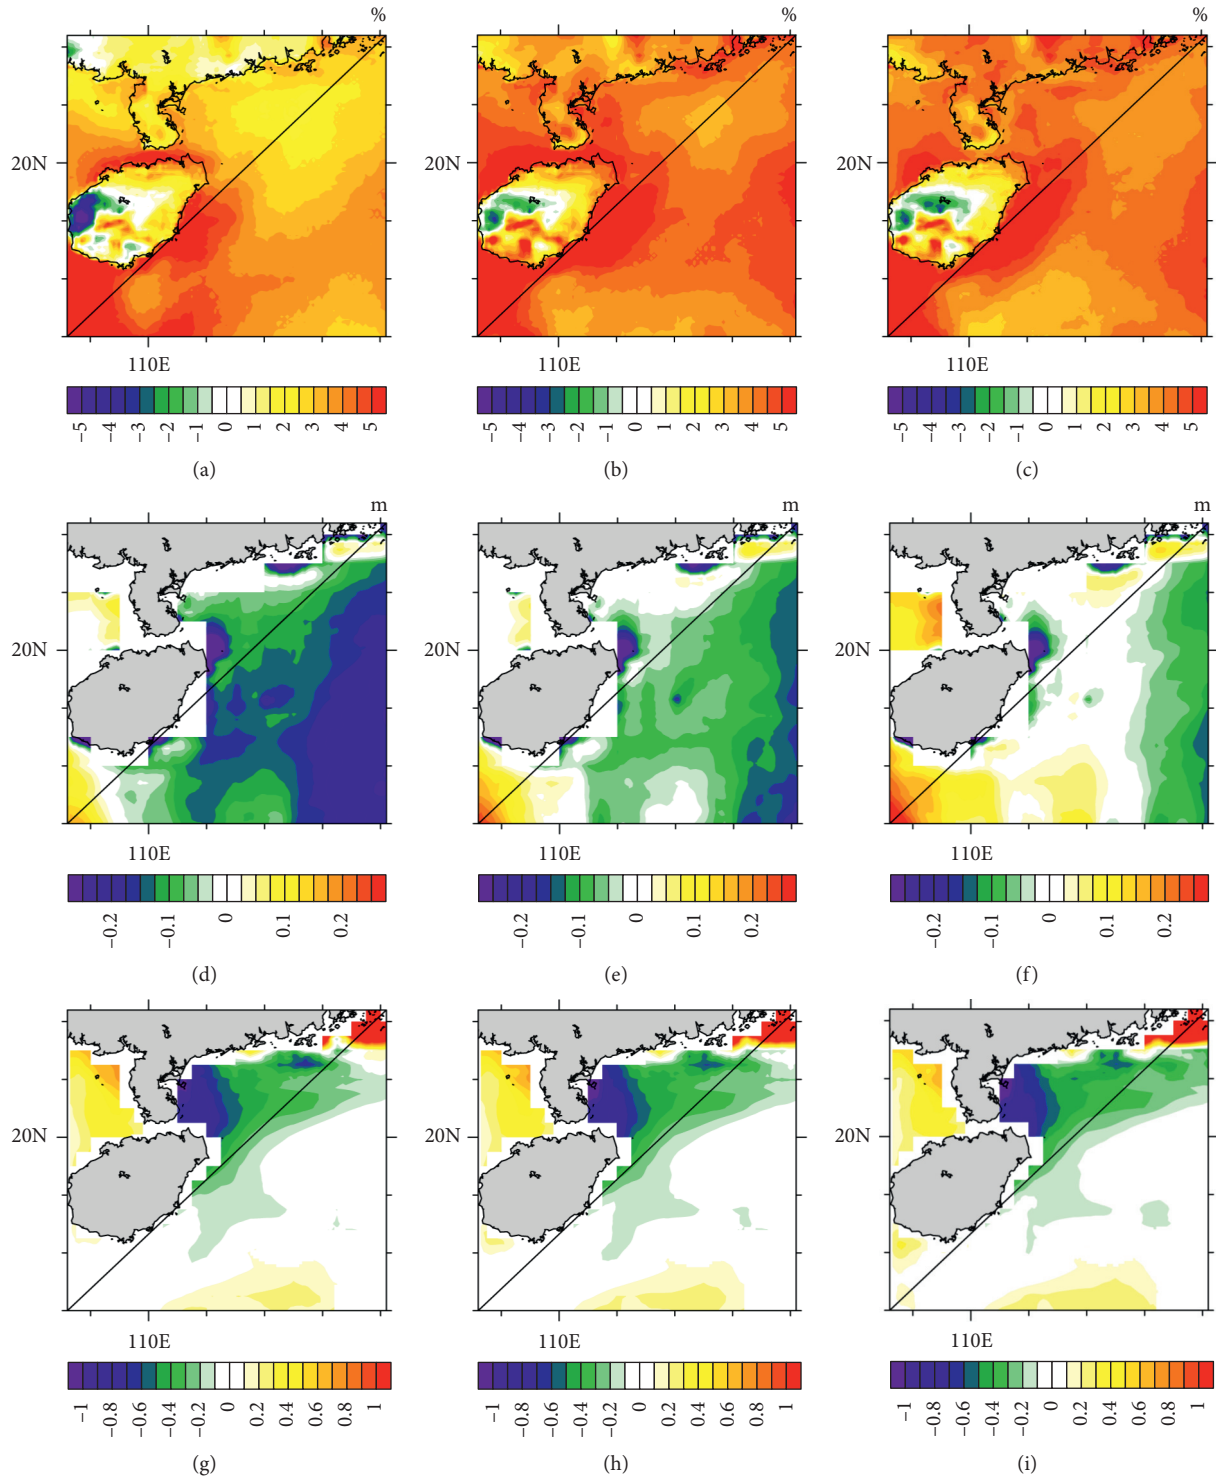 % % %
20N 20N 20N
110E 110E 110E
−5 −4 −3 −2 −1 0 1 2 3 4 5 −5 −4 −3 −2 −1 0 1 2 3 4 5 −5 −4 −3 −2 −1 0 1 2 3 4 5
(a) (b) (c)
m m m
20N 20N 20N
110E 110E 110E
−0.2 −0.1 0 0.1 0.2 −0.2 −0.1 0 0.1 0.2 −0.2 −0.1 0 0.1 0.2
(d) (e) (f)
20N 20N 20N
110E 110E 110E
−1 −0.8 −0.6 −0.4 −0.2 0 0.2 0.4 0.6 0.8 1 −1 −0.8 −0.6 −0.4 −0.2 0 0.2 0.4 0.6 0.8 1 −1 −0.8 −0.6 −0.4 −0.2 0 0.2 0.4 0.6 0.8 1
(g) (h) (i)